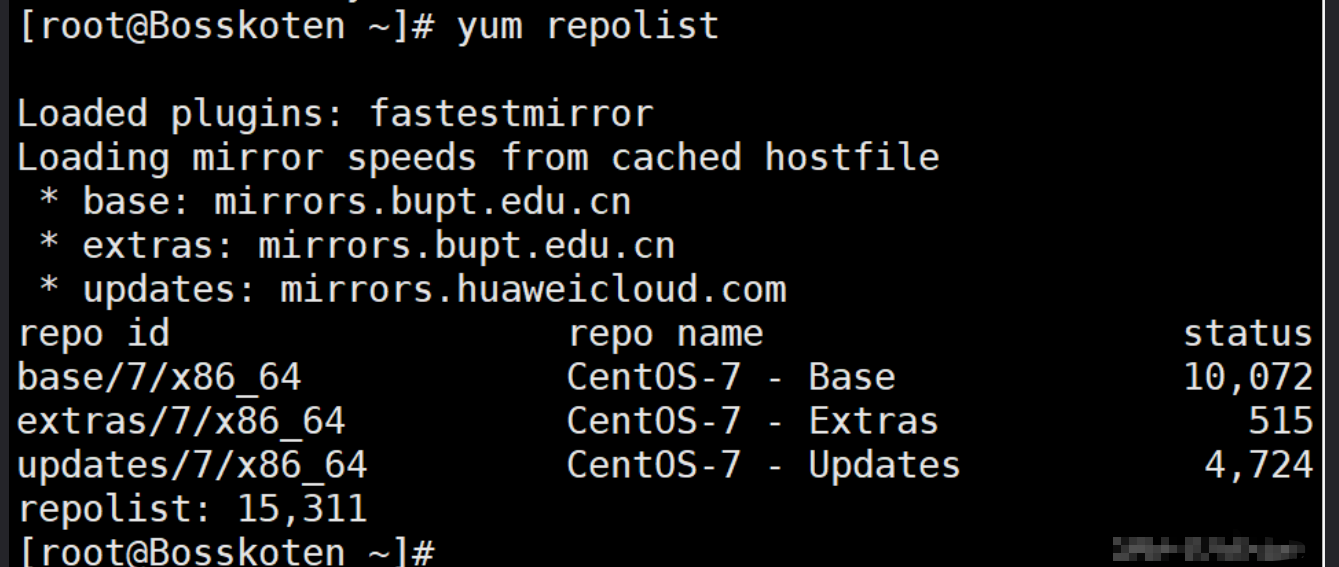 [root@Bosskoten ~]# yum repolist
Loaded plugins: fastestmirror
Loading mirror speeds from cached hostfile
 * base: mirrors.bupt.edu.cn
 * extras: mirrors.bupt.edu.cn
 * updates: mirrors.huaweicloud.com
repo id repo name status
base/7/x86_64 CentOS-7 - Base 10,072
extras/7/x86_64 CentOS-7 - Extras 515
updates/7/x86_64 CentOS-7 - Updates 4,724
repolist: 15,311
[root@Bosskoten ~]#